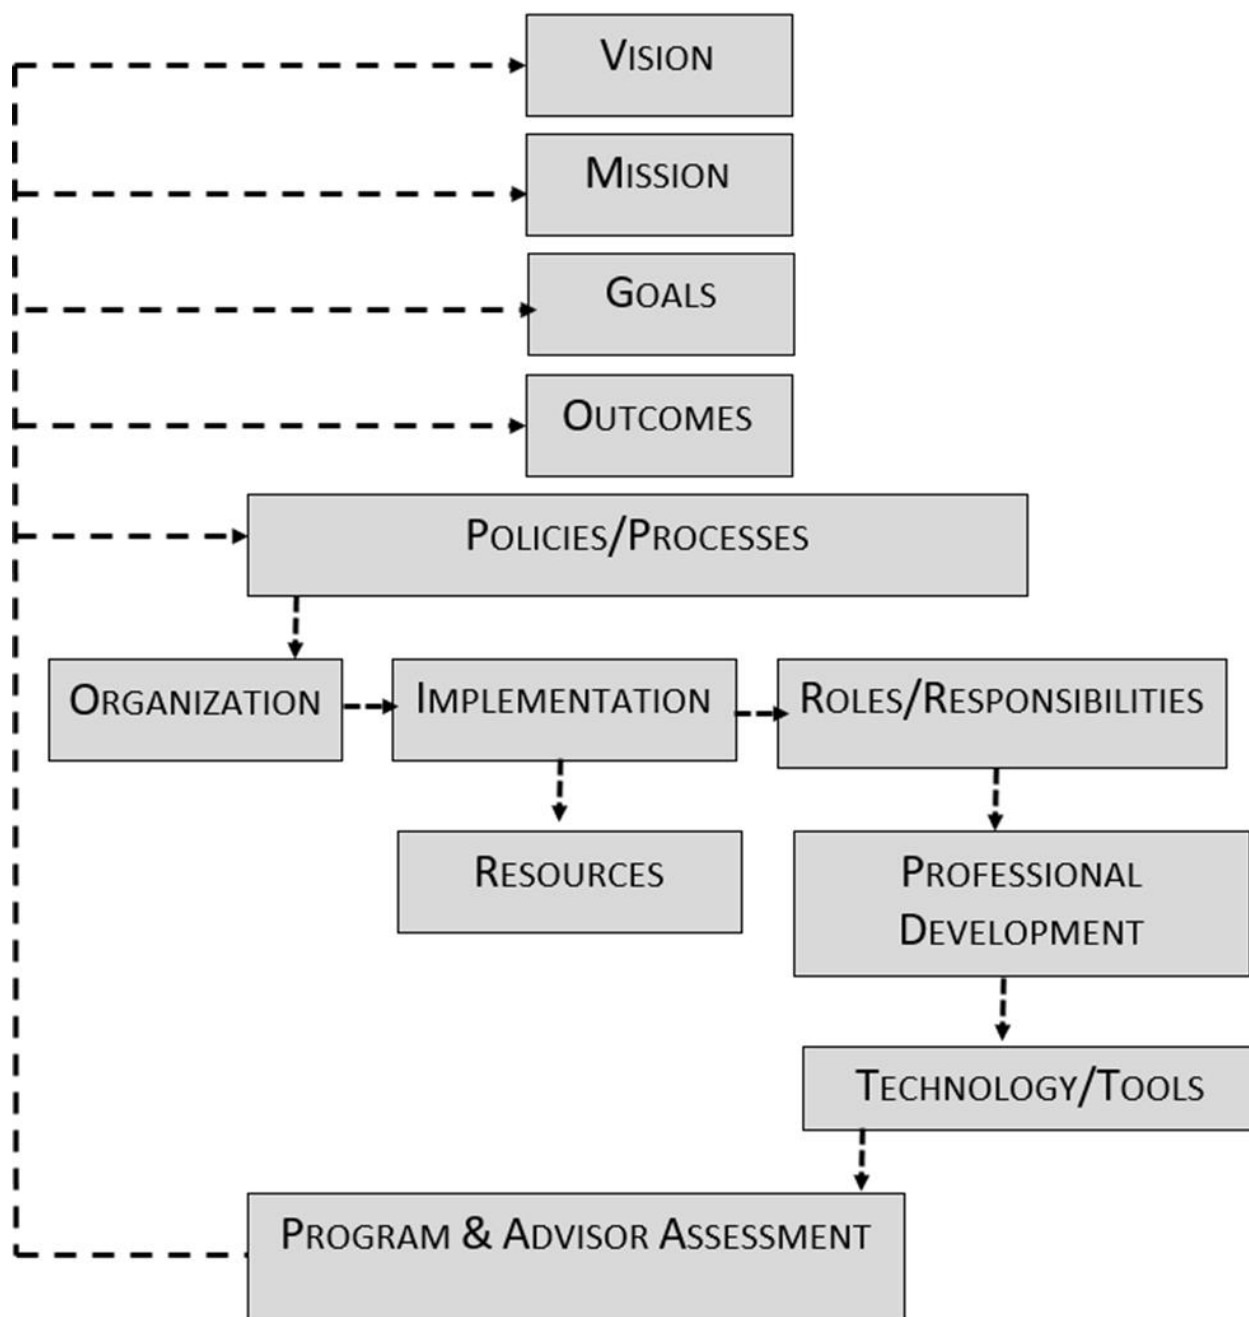 VISION
MISSION
GOALS
OUTCOMES
POLICIES/PROCESSES
ORGANIZATION
IMPLEMENTATION
ROLES/RESPONSIBILITIES
RESOURCES
PROFESSIONAL
DEVELOPMENT
TECHNOLOGY/TOOLS
PROGRAM & ADVISOR ASSESSMENT